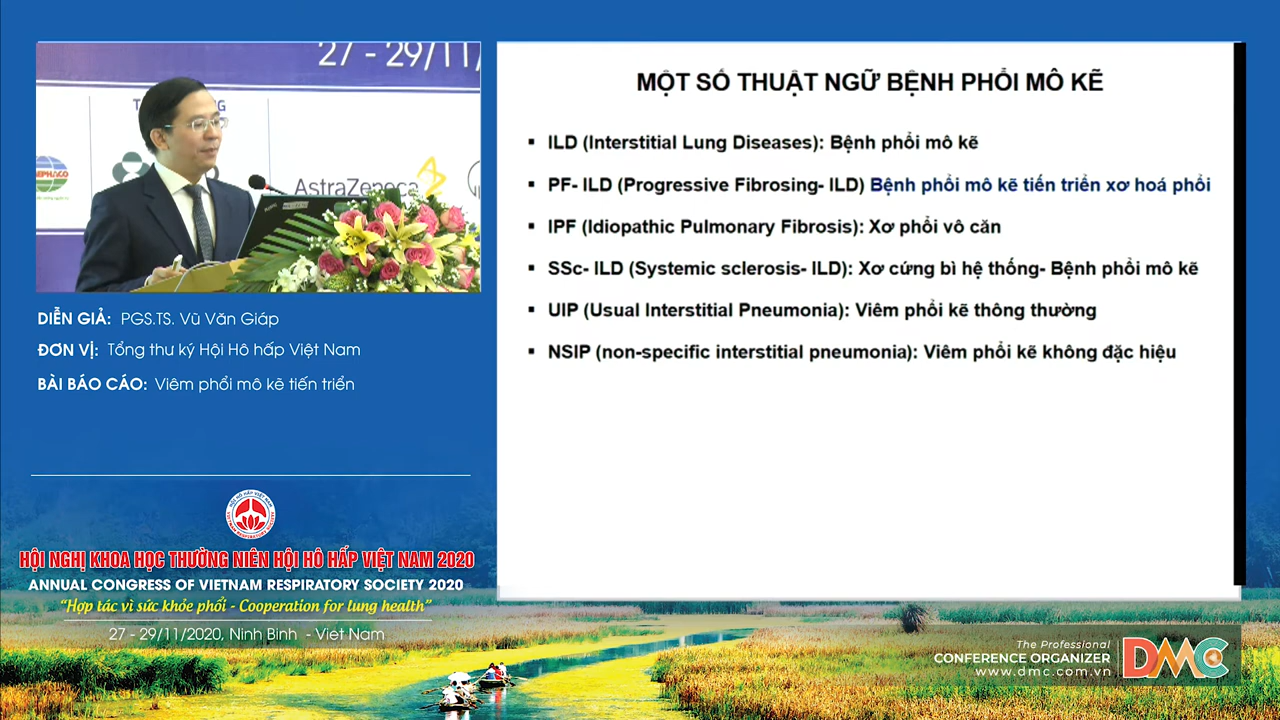 27 - 29/11/
AstraZeneca
DIỄN GIẢ: PGS.TS. Vũ Văn Giáp
ĐƠN VỊ: Tổng thư ký Hội Hô hấp Việt Nam
BÀI BÁO CÁO: Viêm phổi mô kẽ tiến triển
HỘI NGHỊ KHOA HỌC THƯỜNG NIÊN HỘI HÔ HẤP VIỆT NAM 2020
ANNUAL CONGRESS OF VIETNAM RESPIRATORY SOCIETY 2020
“Hợp tác vì sức khỏe phổi - Cooperation for lung health”
27 - 29/11/2020, Ninh Binh - Viet Nam
MỘT SỐ THUẬT NGỮ BỆNH PHỔI MÔ KẼ
▪ ILD (Interstitial Lung Diseases): Bệnh phổi mô kẽ
▪ PF- ILD (Progressive Fibrosing- ILD) Bệnh phổi mô kẽ tiến triển xơ hoá phổi
▪ IPF (Idiopathic Pulmonary Fibrosis): Xơ phổi vô căn
▪ SSc- ILD (Systemic sclerosis- ILD): Xơ cứng bì hệ thống- Bệnh phổi mô kẽ
▪ UIP (Usual Interstitial Pneumonia): Viêm phổi kẽ thông thường
▪ NSIP (non-specific interstitial pneumonia): Viêm phổi kẽ không đặc hiệu
The Professional
CONFERENCE ORGANIZER
www.dmc.com.vn
DMC